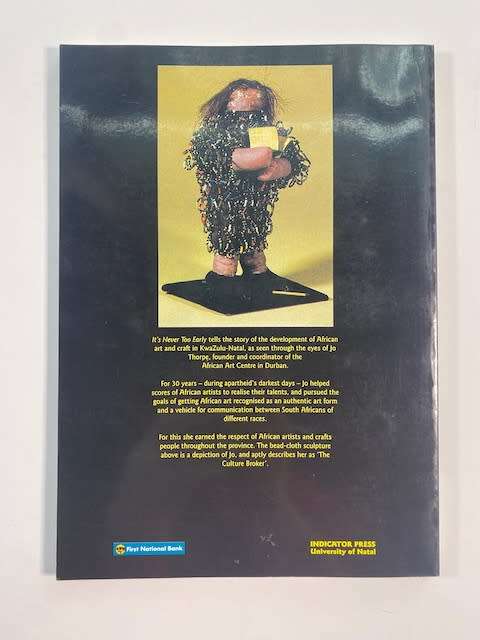 It's Never Too Early tells the story of the development of African
art and craft in KwaZulu-Natal, as seen through the eyes of Jo
Thorpe, founder and coordinator of the
African Art Centre in Durban.
For 30 years – during apartheid's darkest days – Jo helped
scores of African artists to realise their talents, and pursued the
goals of getting African art recognised as an authentic art form
and a vehicle for communication between South Africans of
different races.
For this she earned the respect of African artists and crafts
people throughout the province. The bead-cloth sculpture
above is a depiction of Jo, and aptly describes her as 'The
Culture Broker'.
First National Bank
INDICATOR PRESS
University of Natal